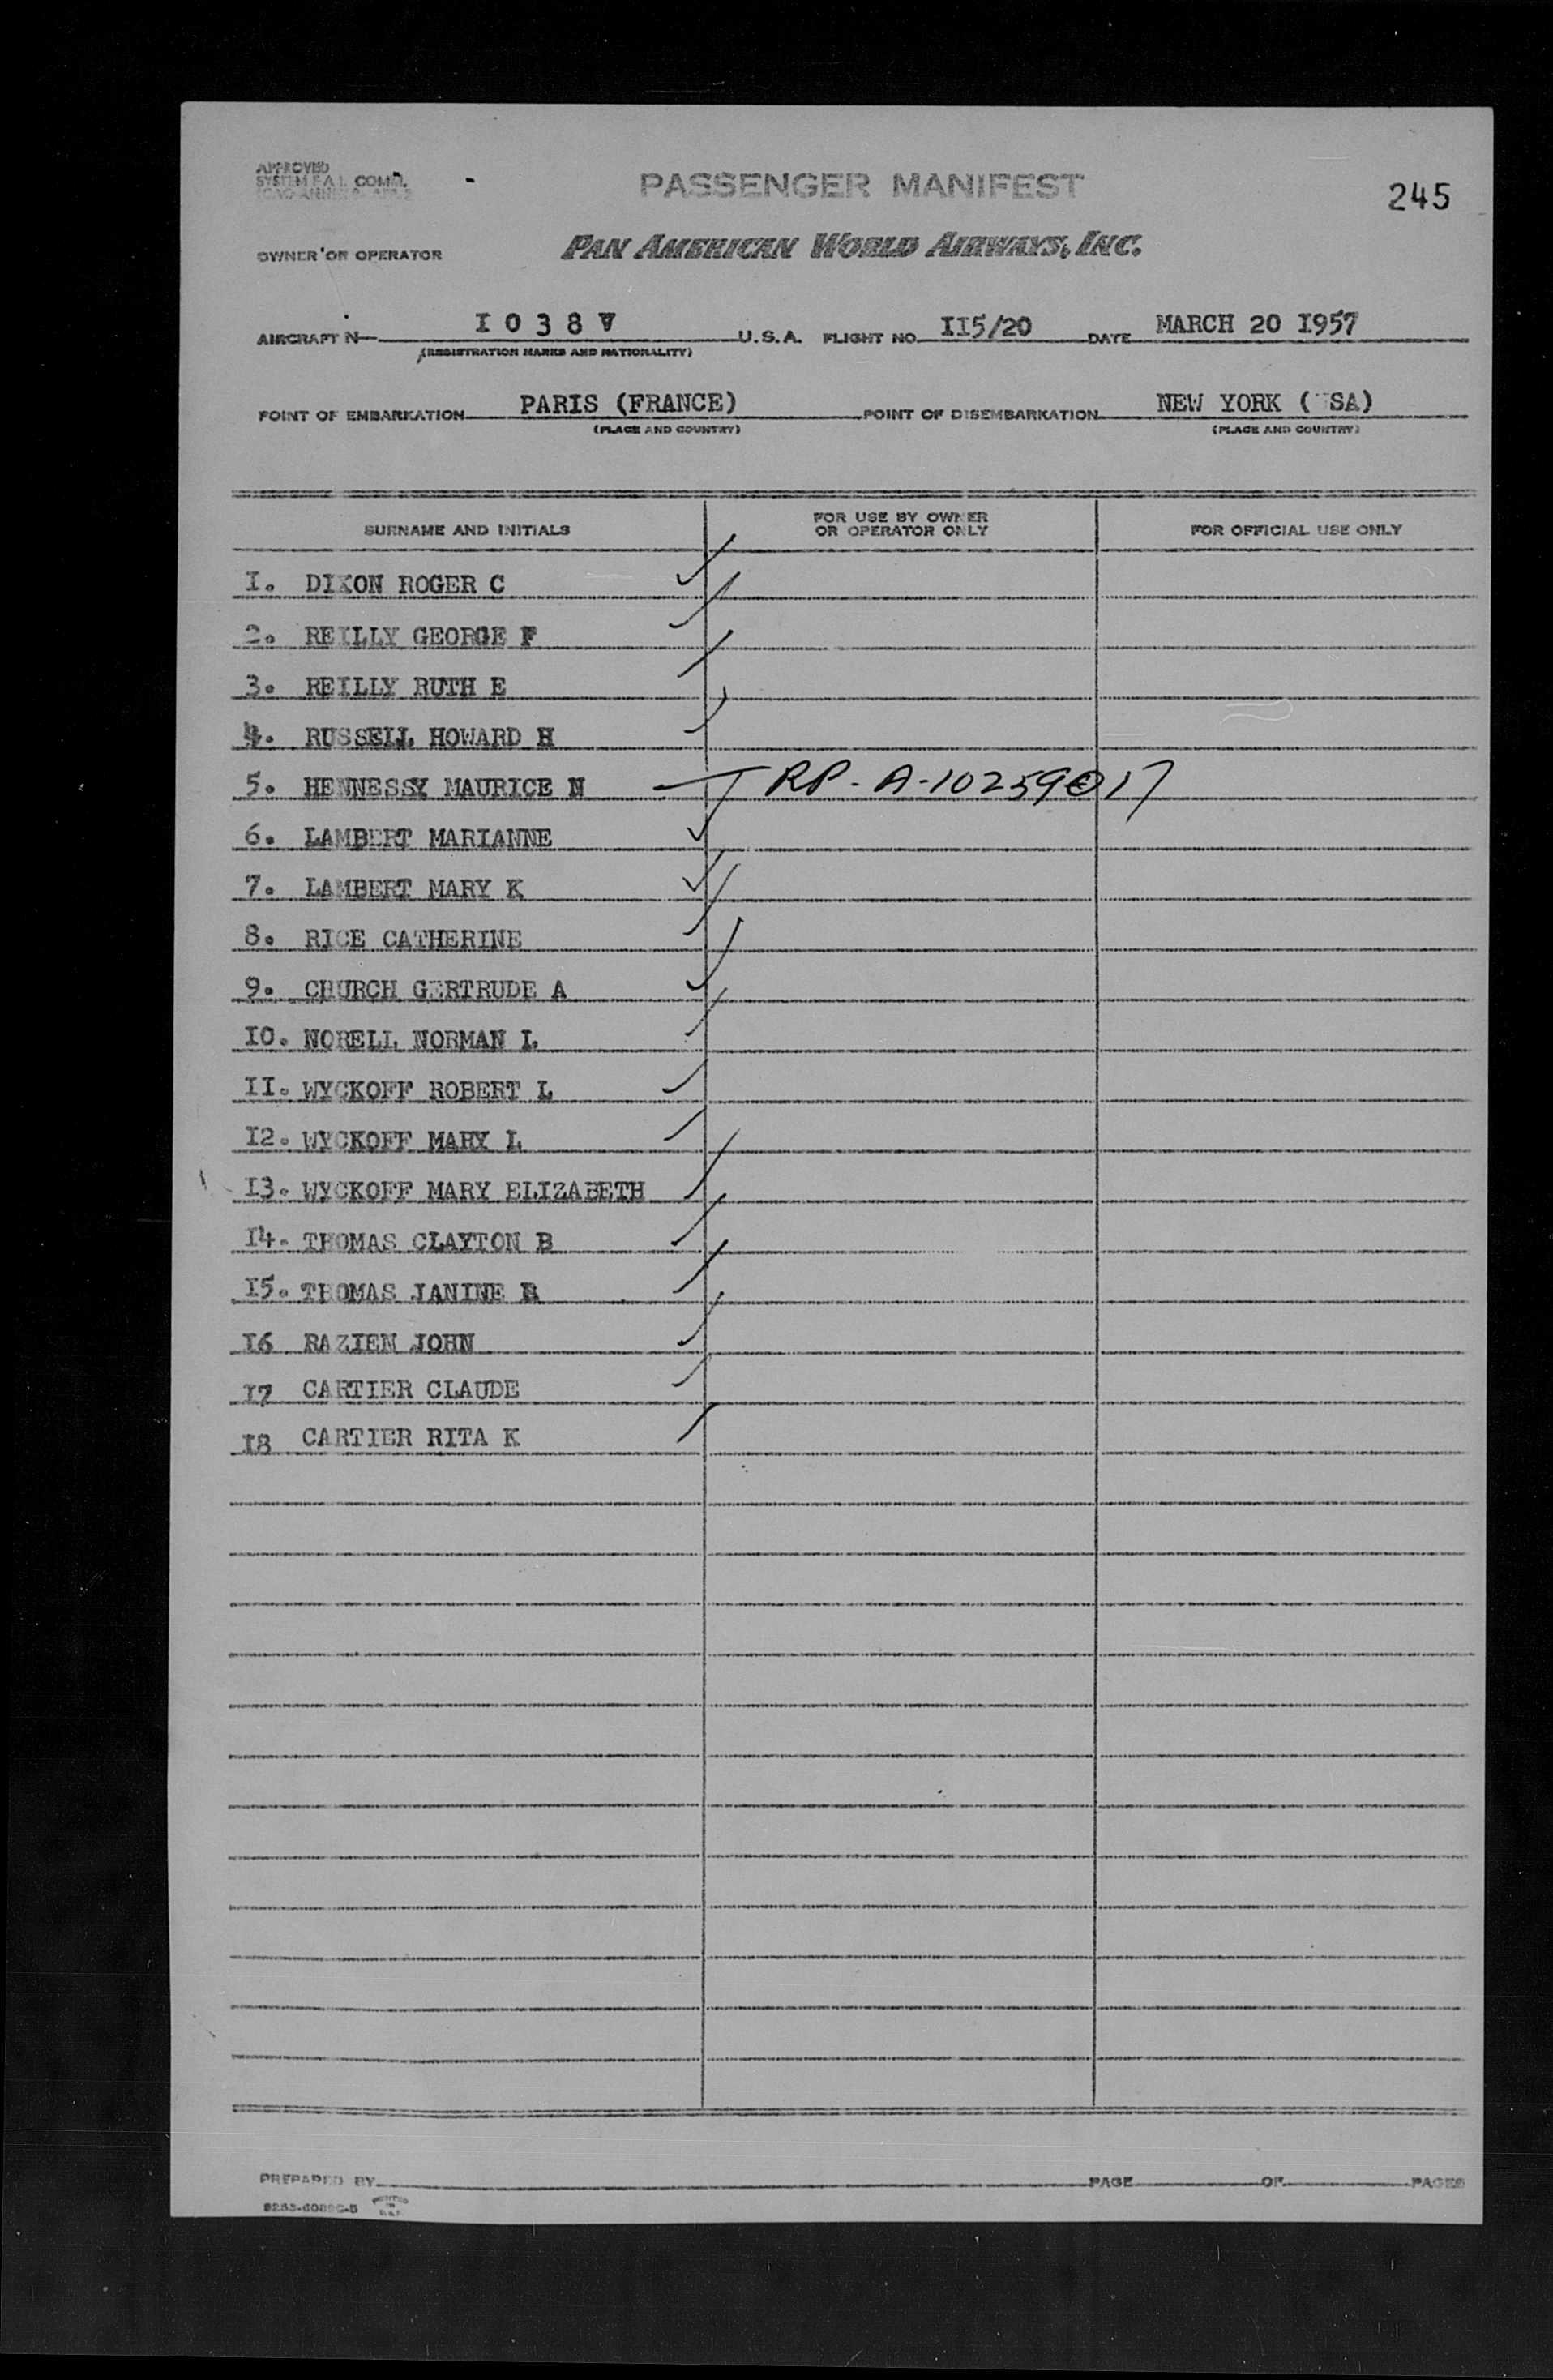 APPROVED
SYSTEM F.A.L. COMM.
PASSENGER MANIFEST
245
OWNER OR OPERATOR
PAN AMERICAN WORLD AIRWAYS, INC.
AIRCRAFT N I 0 3 8 V U.S.A. FLIGHT NO. II5/20 DATE MARCH 20 I957
(REGISTRATION MARKS AND NATIONALITY)
POINT OF EMBARKATION PARIS (FRANCE) POINT OF DISEMBARKATION NEW YORK ( SA)
(PLACE AND COUNTRY) (PLACE AND COUNTRY)
SURNAME AND INITIALS FOR USE BY OWNER OR OPERATOR ONLY FOR OFFICIAL USE ONLY
I. DIXON ROGER C
2. REILLY GEORGE F
3. REILLY RUTH E
4. RUSSELL HOWARD H
5. HENNESSY MAURICE N RP-A-10259017
6. LAMBERT MARIANNE
7. LAMBERT MARY K
8. RICE CATHERINE
9. CHURCH GERTRUDE A
I0. NORELL NORMAN L
II. WYCKOFF ROBERT L
I2. WYCKOFF MARY L
I3. WYCKOFF MARY ELIZABETH
I4. THOMAS CLAYTON B
I5. THOMAS JANINE R
I6 RAZIEM JOHN
I7 CARTIER CLAUDE
I8 CARTIER RITA K
PREPARED BY PAGE OF PAGES